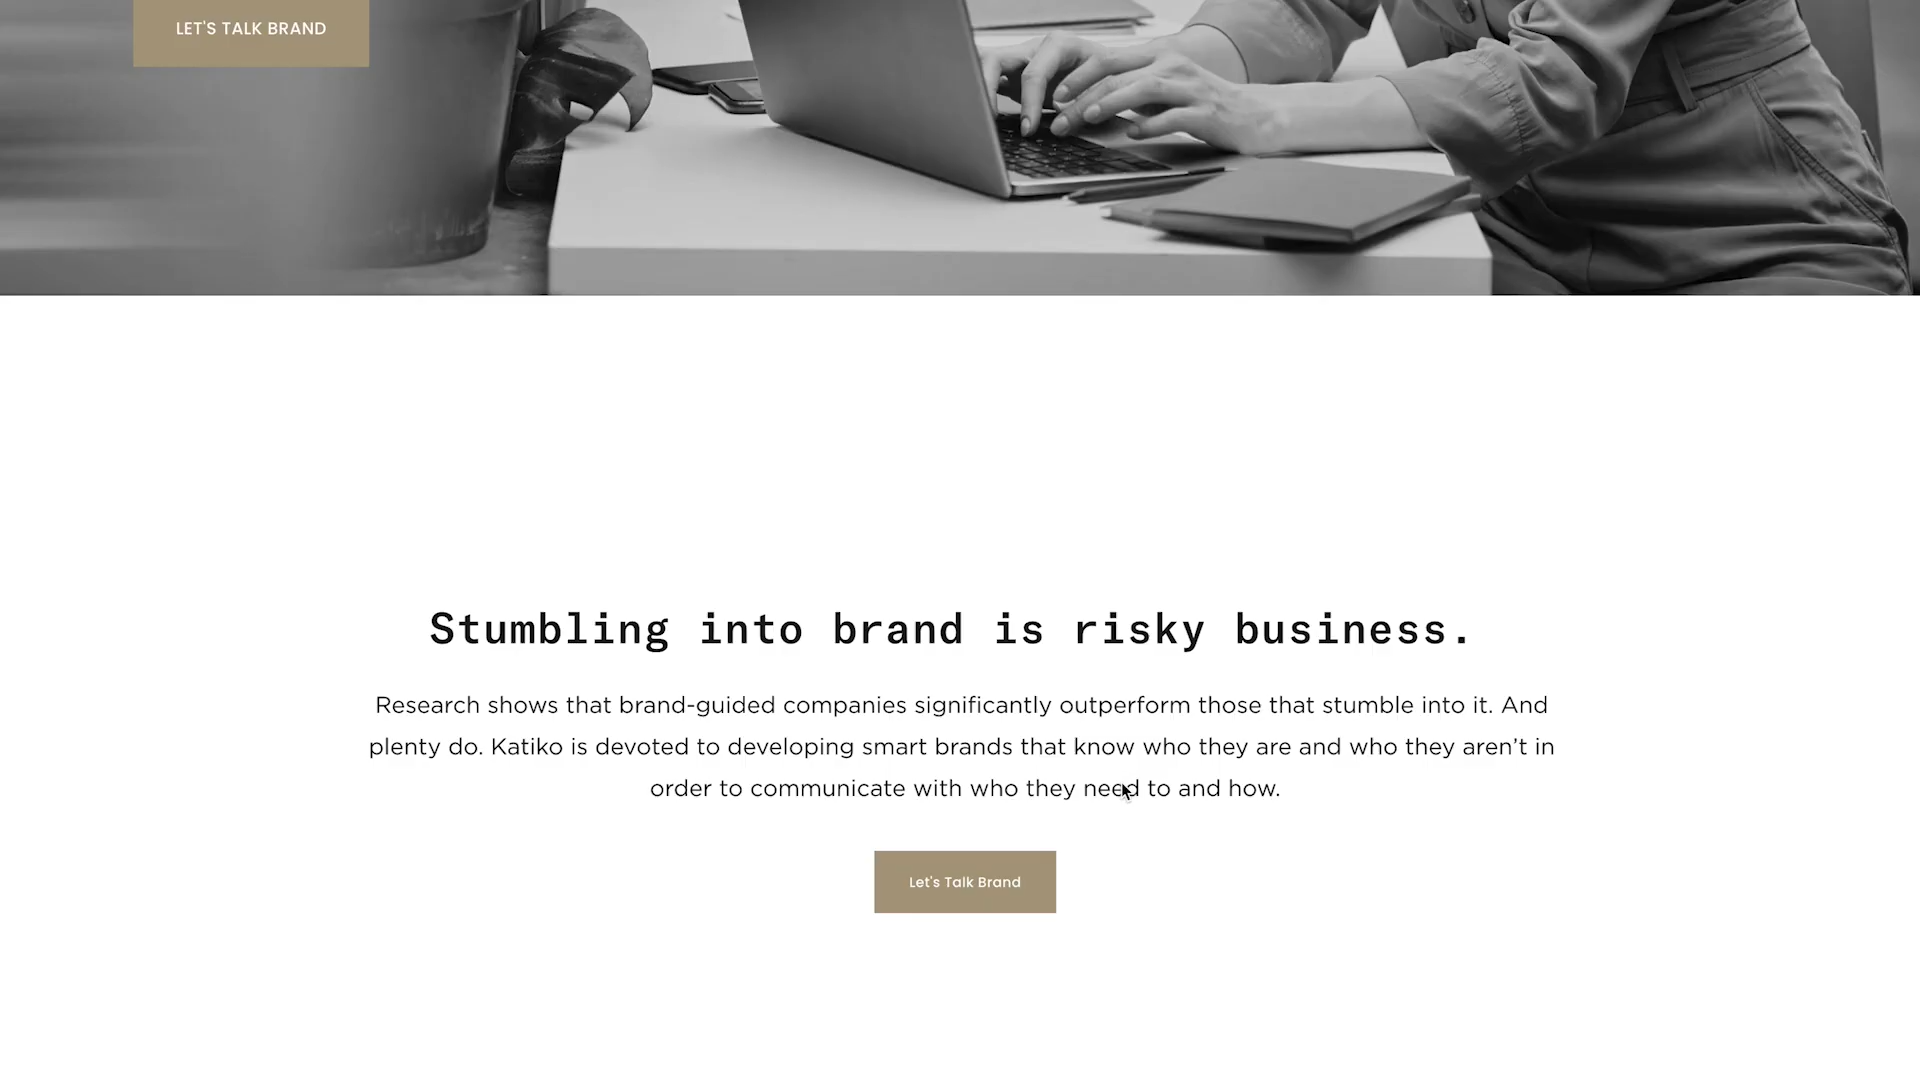 LET'S TALK BRAND
Stumbling into brand is risky business.
Research shows that brand-guided companies significantly outperform those that stumble into it. And
plenty do. Katiko is devoted to developing smart brands that know who they are and who they aren’t in
order to communicate with who they need to and how.
Let's Talk Brand